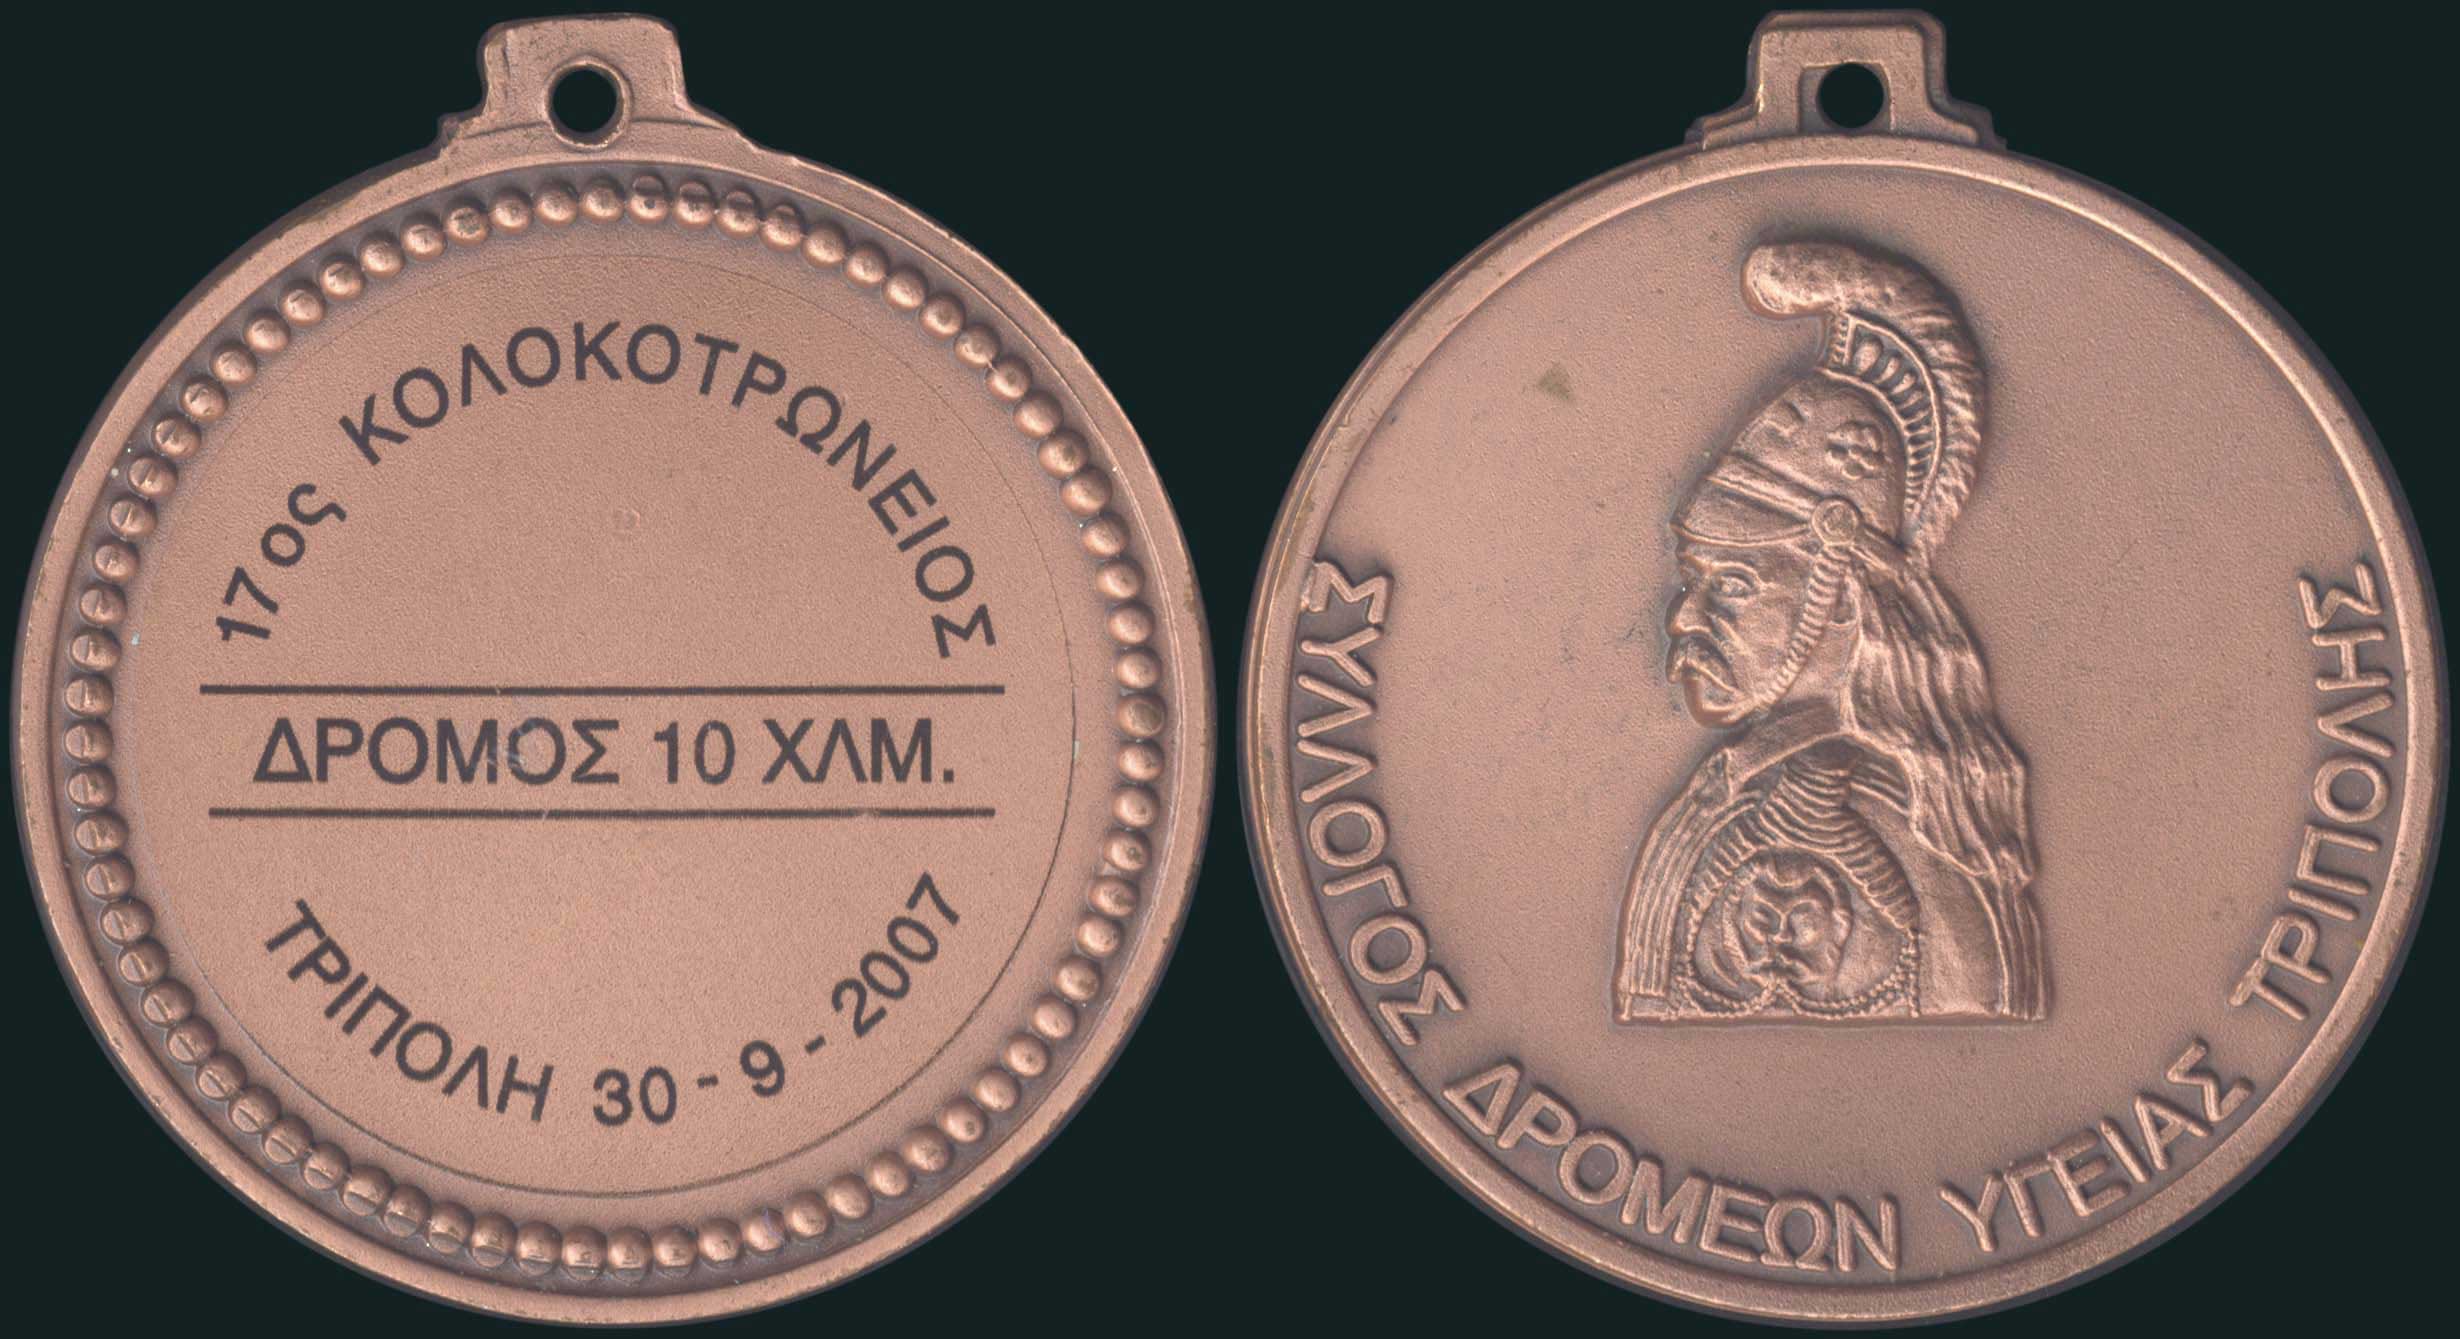 17ος ΚΟΛΟΚΟΤΡΩΝΕΙΟΣ
ΔΡΟΜΟΣ 10 ΧΛΜ.
ΤΡΙΠΟΛΗ 30 - 9 - 2007
ΣΥΛΛΟΓΟΣ ΔΡΟΜΕΩΝ ΥΓΕΙΑΣ ΤΡΙΠΟΛΗΣ